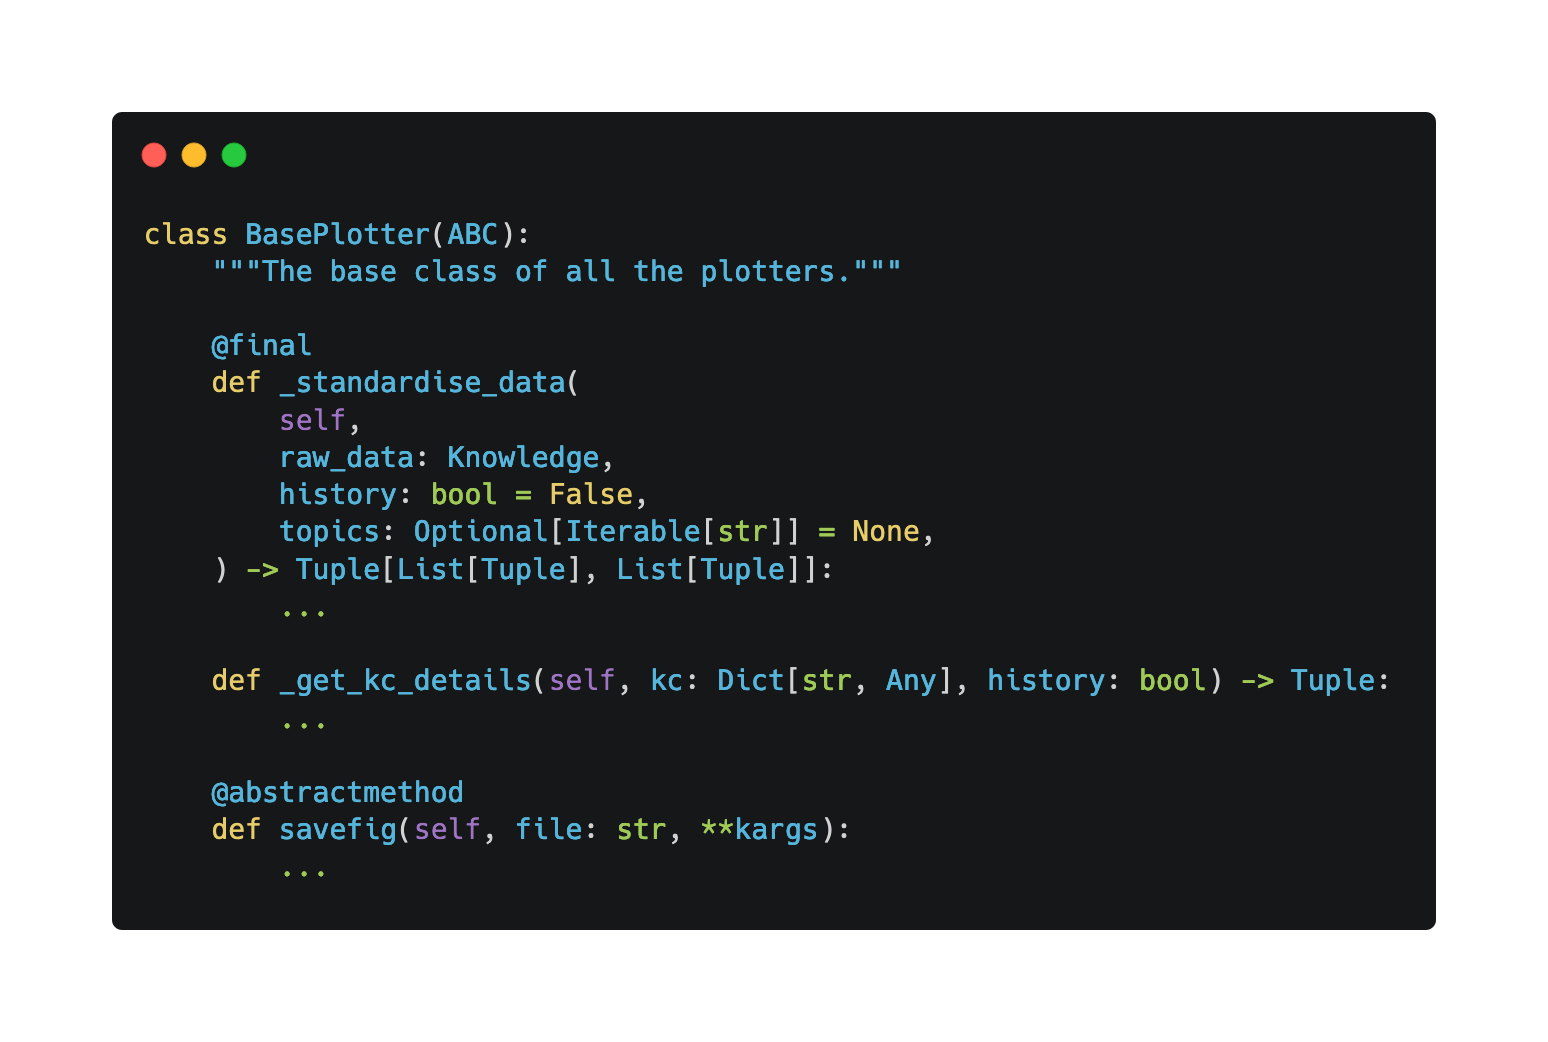 class BasePlotter(ABC):
    """The base class of all the plotters."""

    @final
    def _standardise_data(
        self,
        raw_data: Knowledge,
        history: bool = False,
        topics: Optional[Iterable[str]] = None,
    ) -> Tuple[List[Tuple], List[Tuple]]:
        ...

    def _get_kc_details(self, kc: Dict[str, Any], history: bool) -> Tuple:
        ...

    @abstractmethod
    def savefig(self, file: str, **kargs):
        ...